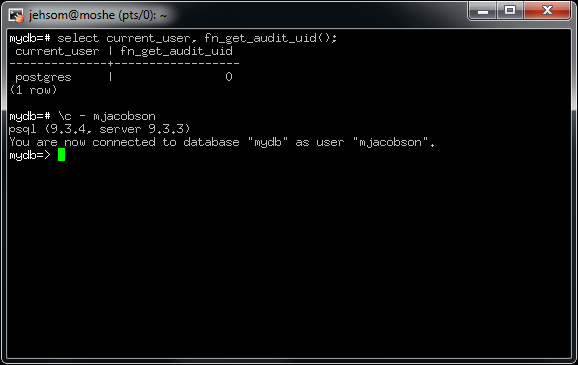 jehsom@moshe (pts/0): ~
mydb=# select current_user, fn_get_audit_uid();
 current_user | fn_get_audit_uid
--------------+------------------
 postgres     |                0
(1 row)
mydb=# \c - mjacobson
psql (9.3.4, server 9.3.3)
You are now connected to database "mydb" as user "mjacobson".
mydb=>